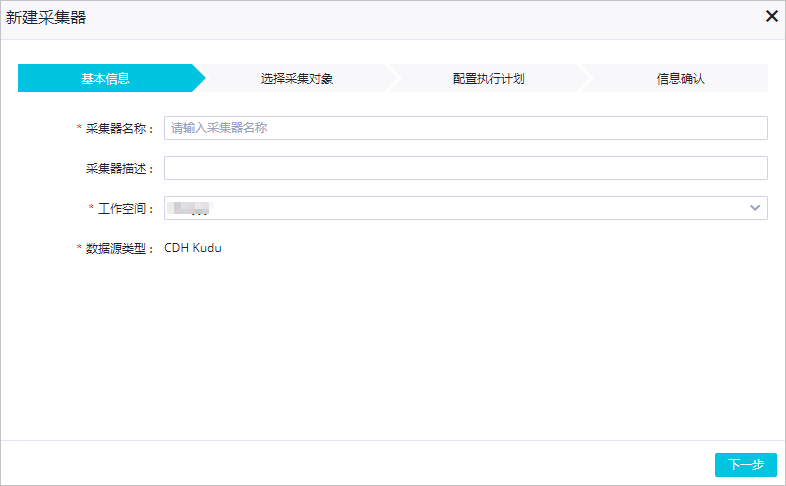 新建采集器
基本信息 选择采集对象 配置执行计划 信息确认
* 采集器名称： 请输入采集器名称
采集器描述：
* 工作空间：
* 数据源类型： CDH Kudu
下一步